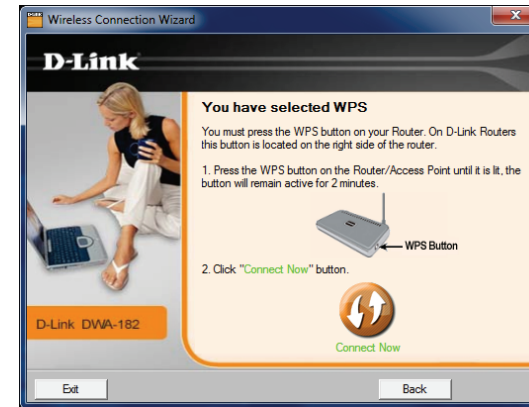 Wireless Connection Wizard
D-Link
You have selected WPS
You must press the WPS button on your Router. On D-Link Routers
this button is located on the right side of the router.
1. Press the WPS button on the Router/Access Point until it is lit, the
button will remain active for 2 minutes.
WPS Button
2. Click "Connect Now" button.
D-Link DWA-182
Connect Now
Exit
Back